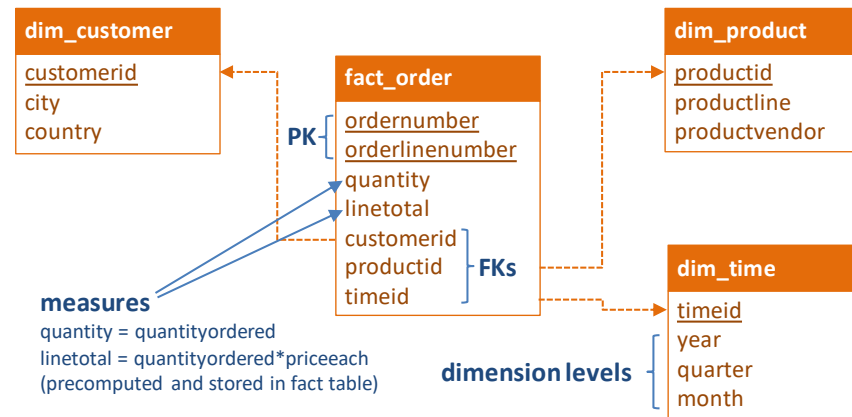 dim_customer
customerid
city
country
fact_order
ordernumber
orderlinenumber
quantity
linetotal
customerid
productid
timeid
PK
FKs
dim_product
productid
productline
productvendor
dim_time
timeid
year
quarter
month
dimension levels
measures
quantity = quantityordered
linetotal = quantityordered*priceeach
(precomputed and stored in fact table)